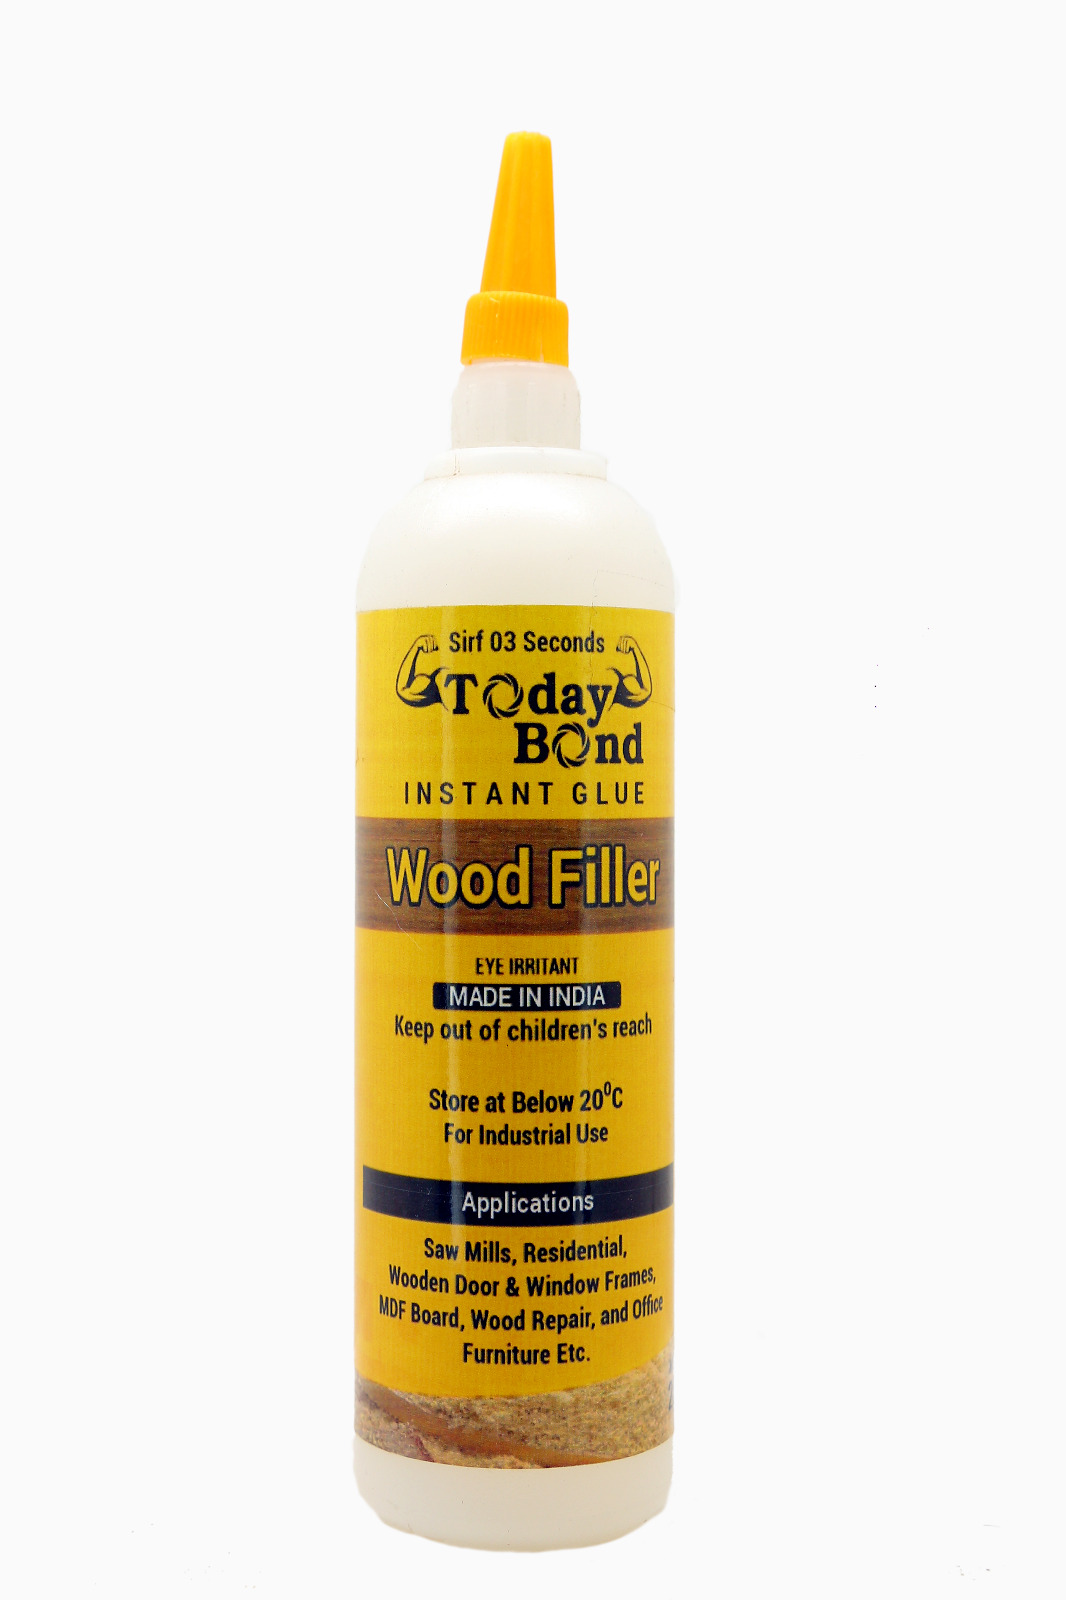 Sirf 03 Seconds
Today
Bond
INSTANT GLUE
Wood Filler
EYE IRRITANT
MADE IN INDIA
Keep out of children's reach
Store at Below 20⁰C
For Industrial Use
Applications
Saw Mills, Residential,
Wooden Door & Window Frames,
MDF Board, Wood Repair, and Office
Furniture Etc.